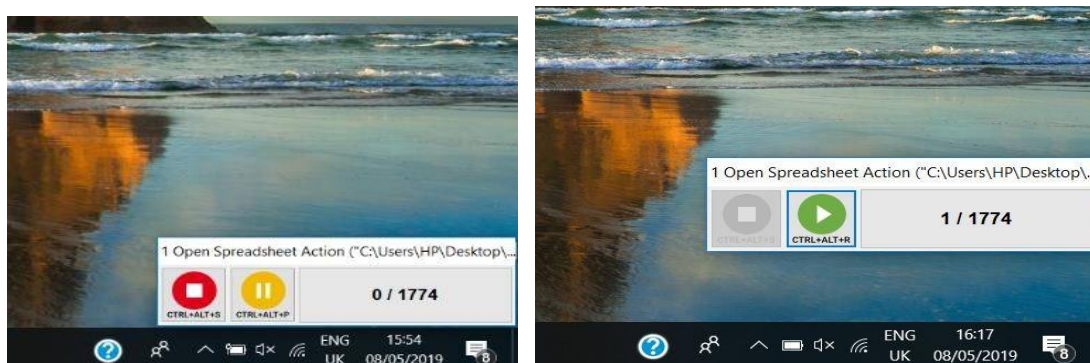 1 Open Spreadsheet Action ("C:\Users\HP\Desktop\...
CTRL+ALT+S CTRL+ALT+P 0 / 1774
ENG 15:54
UK 08/05/2019 8
1 Open Spreadsheet Action ("C:\Users\HP\Desktop\...
CTRL+ALT+S CTRL+ALT+R 1 / 1774
ENG 16:17
UK 08/05/2019 8